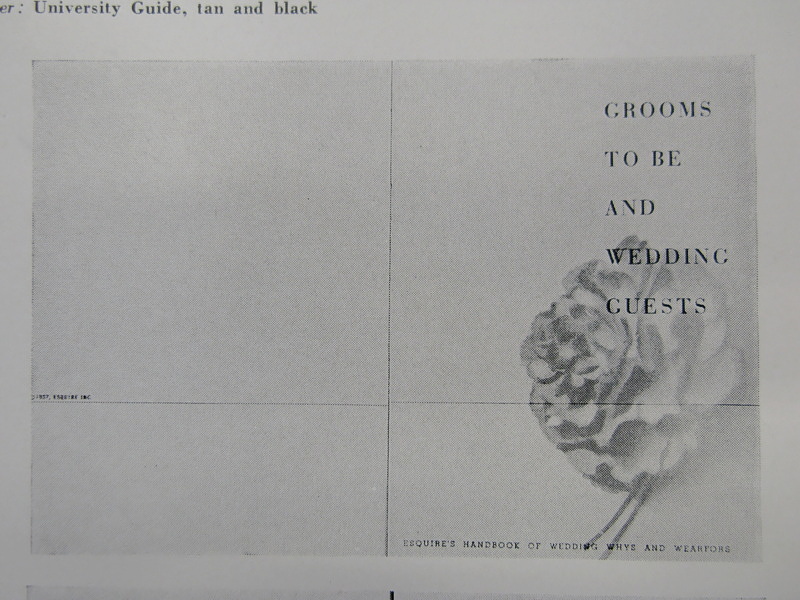 er: University Guide, tan and black
GROOMS
TO BE
AND
WEDDING
GUESTS
©1957, ESQUIRE INC.
ESQUIRE'S HANDBOOK OF WEDDING WHYS AND WEARFORS